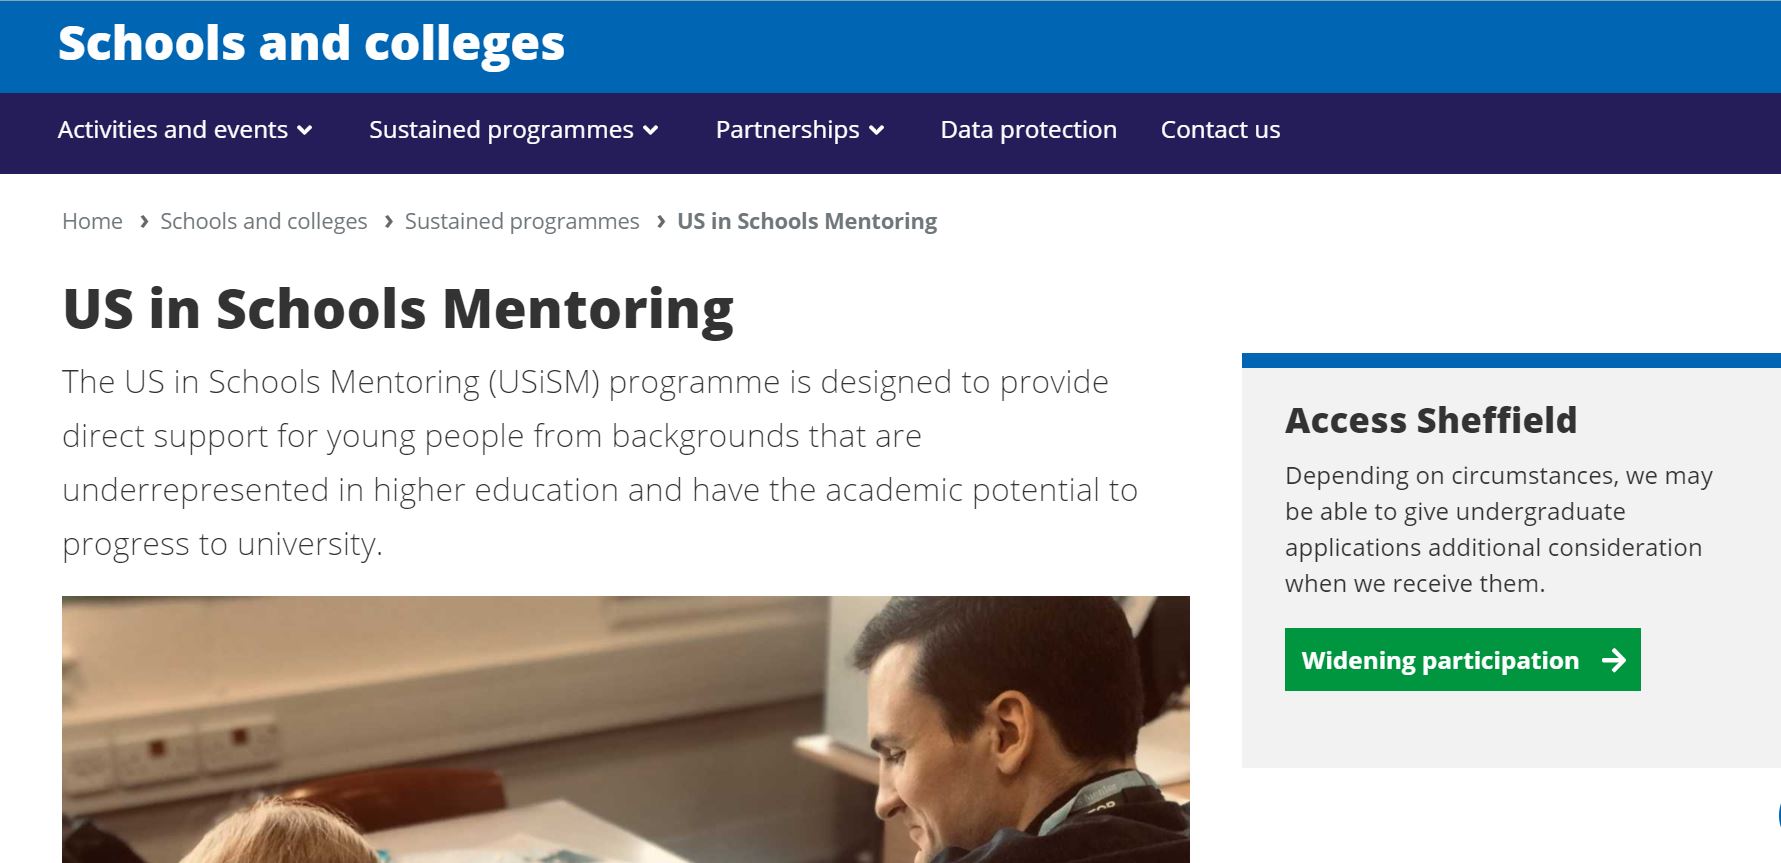 Schools and colleges
Activities and events Sustained programmes Partnerships Data protection Contact us
Home › Schools and colleges › Sustained programmes › US in Schools Mentoring
US in Schools Mentoring
The US in Schools Mentoring (USiSM) programme is designed to provide
direct support for young people from backgrounds that are
underrepresented in higher education and have the academic potential to
progress to university.
Access Sheffield
Depending on circumstances, we may
be able to give undergraduate
applications additional consideration
when we receive them.
Widening participation →